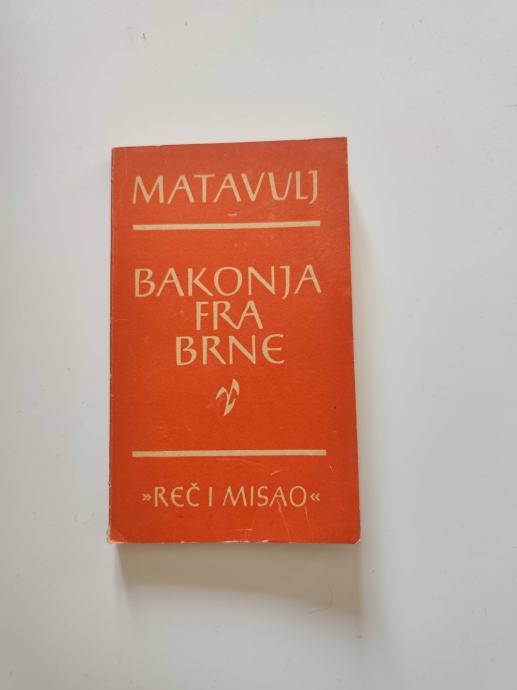 MATAVULJ
BAKONJA
FRA
BRNE
»REČ I MISAO«